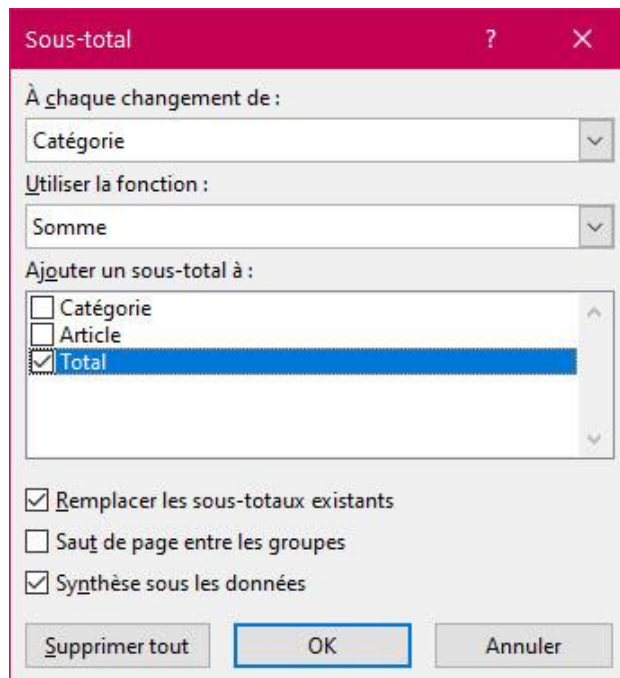 Sous-total ?
À chaque changement de :
Catégorie
Utiliser la fonction :
Somme
Ajouter un sous-total à :
Catégorie
Article
Total
Remplacer les sous-totaux existants
Saut de page entre les groupes
Synthèse sous les données
Supprimer tout OK Annuler